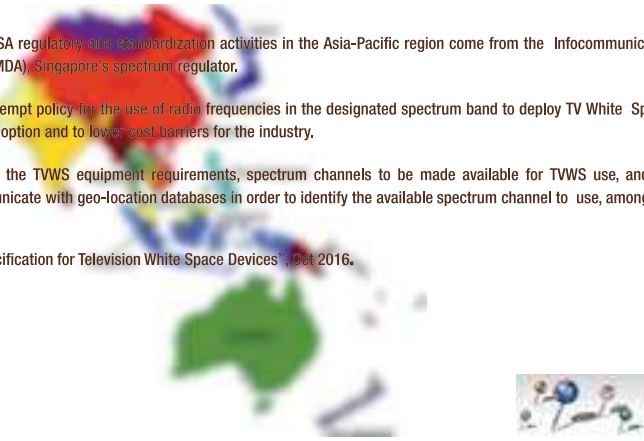 SA regulatory and standardization activities in the Asia-Pacific region come from the Infocommunic
MDA), Singapore's spectrum regulator.
empt policy for the use of radio frequencies in the designated spectrum band to deploy TV White Sp
option and to lower cost barriers for the industry.
the TVWS equipment requirements, spectrum channels to be made available for TVWS use, and
unicate with geo-location databases in order to identify the available spectrum channel to use, among
cification for Television White Space Devices", Oct 2016.